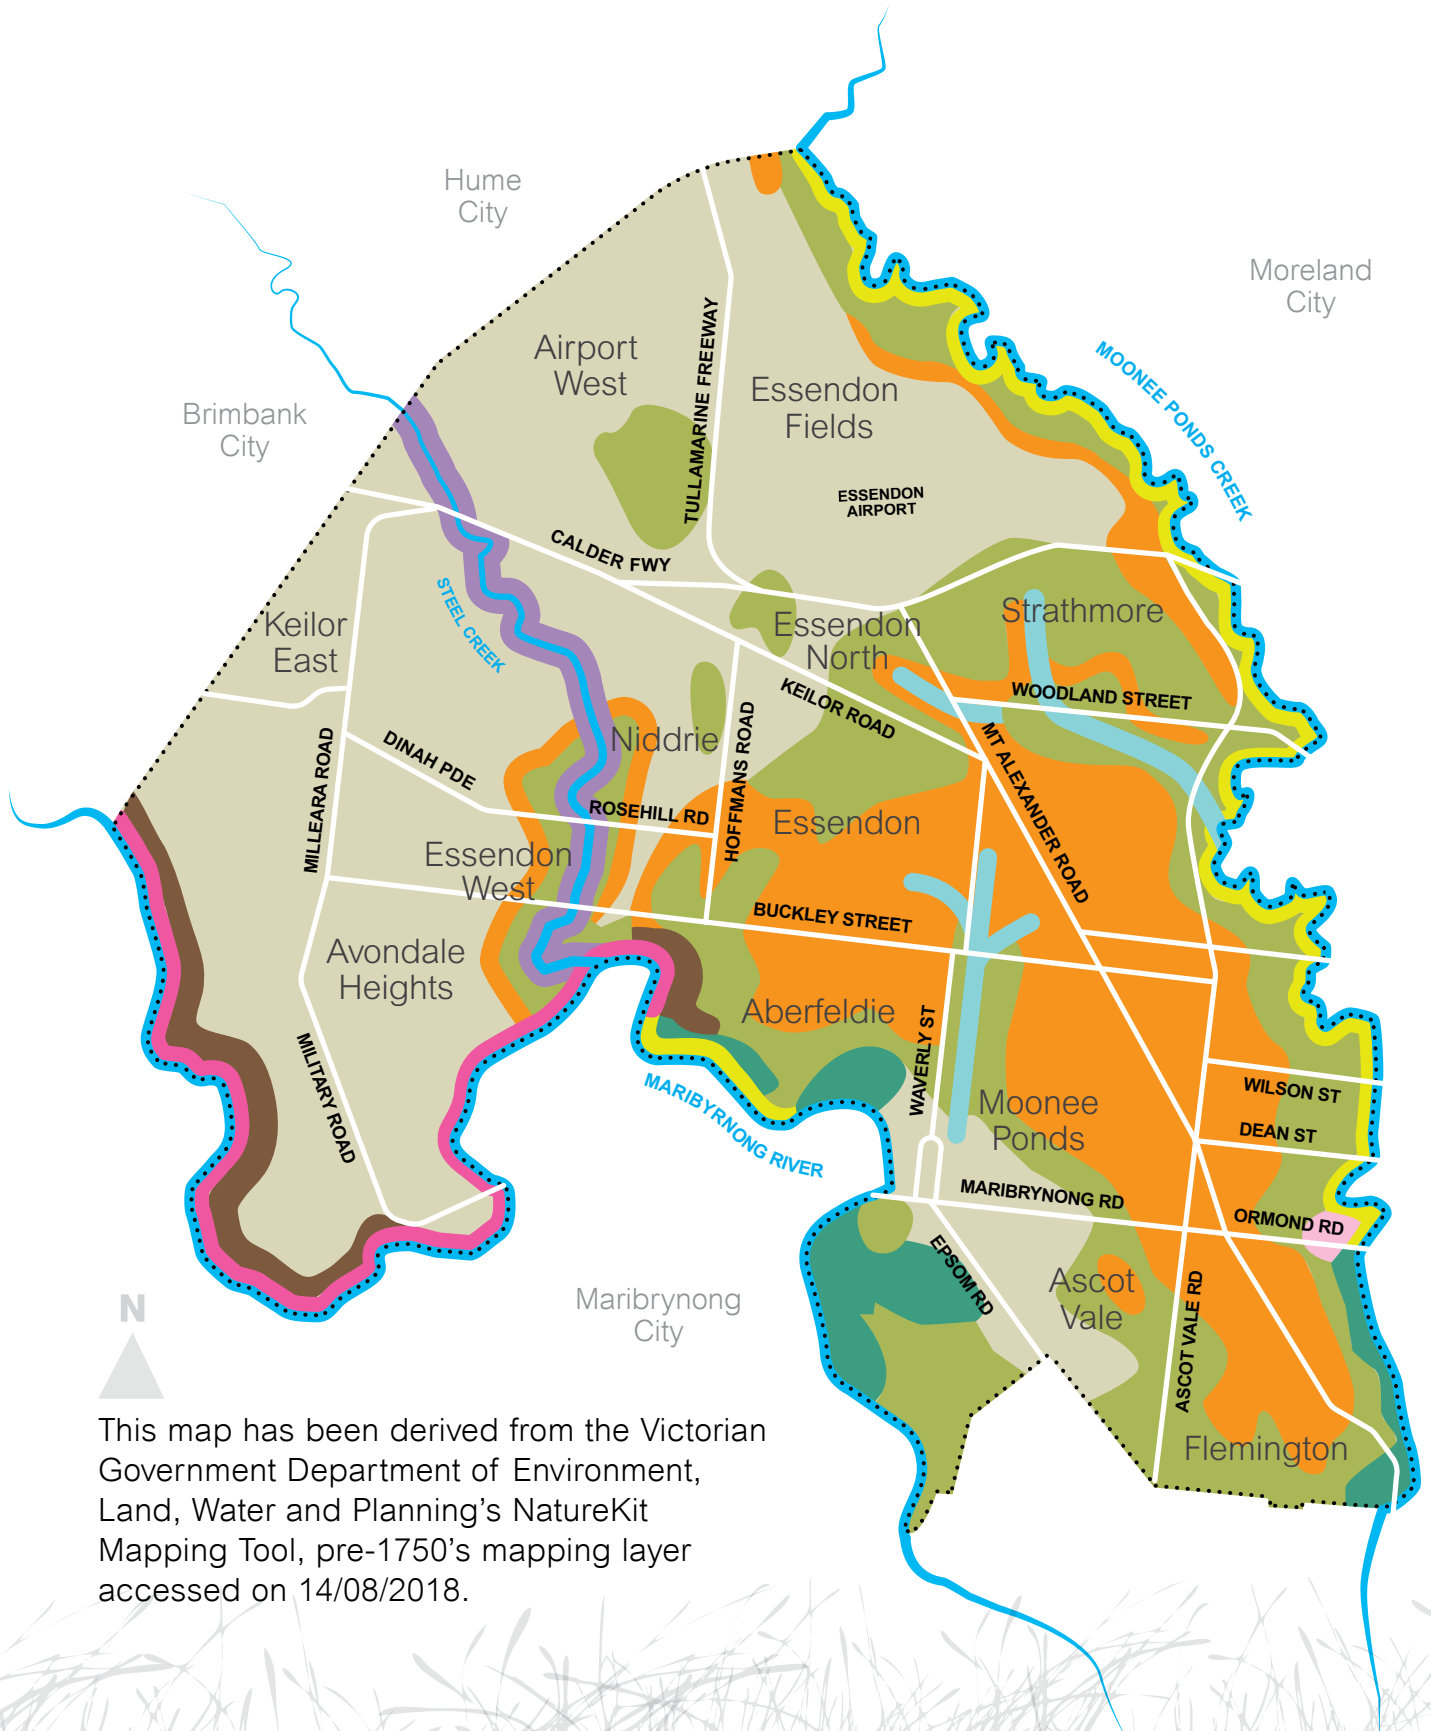 Hume
City
Moreland
City
Airport
West
TULLAMARINE FREEWAY
Essendon
Fields
MOONEE PONDS CREEK
Brimbank
City
ESSENDON
AIRPORT
CALDER FWY
STEEL CREEK
Keilor
East
Essendon
North
Strathmore
KEILOR ROAD
WOODLAND STREET
Niddrie
HOFFMANS ROAD
MT ALEXANDER ROAD
MILLEARA ROAD
DINAH PDE
ROSEHILL RD
Essendon
Essendon
West
BUCKLEY STREET
Avondale
Heights
Aberfeldie
WAVERLY ST
MILITARY ROAD
MARIBYRNONG RIVER
Moonee
Ponds
WILSON ST
DEAN ST
MARIBRYNONG RD
ORMOND RD
EPSOM RD
Ascot
Vale
ASCOT VALE RD
Maribrynong
City
N
Flemington
This map has been derived from the Victorian
Government Department of Environment,
Land, Water and Planning's NatureKit
Mapping Tool, pre-1750's mapping layer
accessed on 14/08/2018.